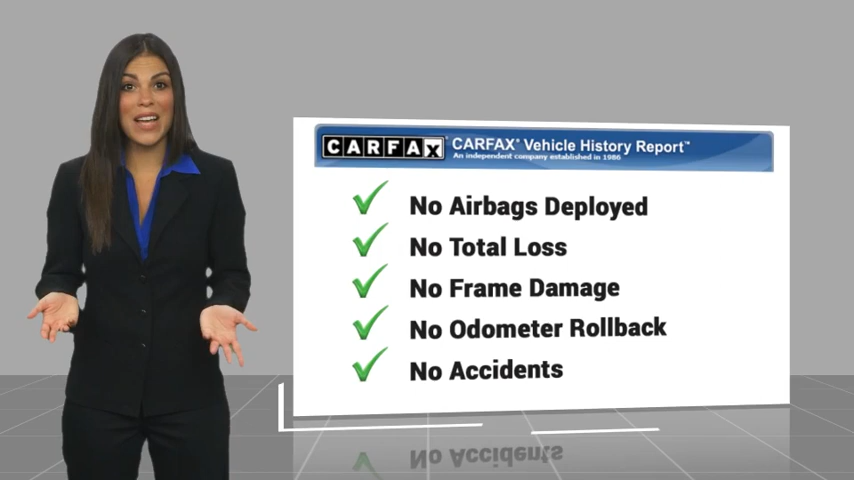 CARFAX CARFAX® Vehicle History Report™
An independent company established in 1986
No Airbags Deployed
No Total Loss
No Frame Damage
No Odometer Rollback
No Accidents
No Accidents